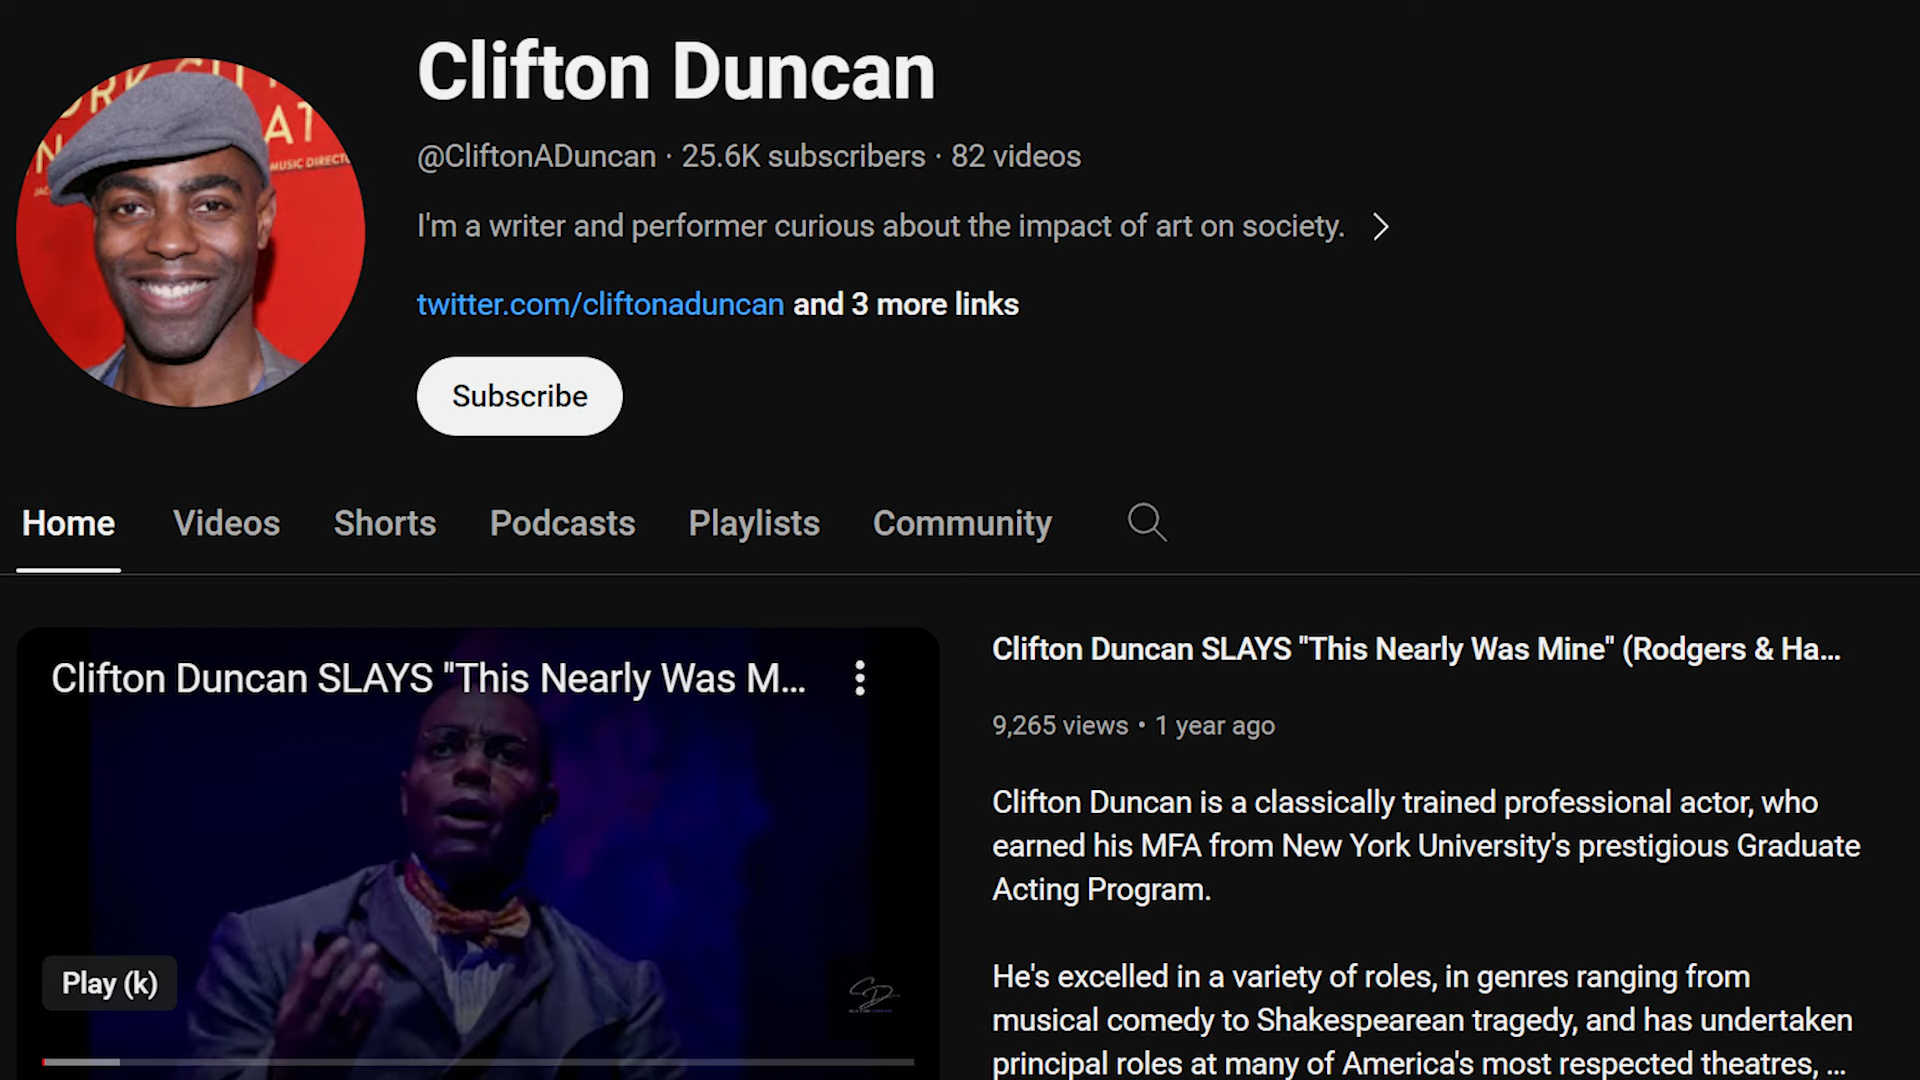 Clifton Duncan
@CliftonADuncan · 25.6K subscribers · 82 videos
I'm a writer and performer curious about the impact of art on society.
twitter.com/cliftonaduncan and 3 more links
Subscribe
Home Videos Shorts Podcasts Playlists Community
Clifton Duncan SLAYS "This Nearly Was M...
Play (k)
Clifton Duncan SLAYS "This Nearly Was Mine" (Rodgers & Ha...
9,265 views • 1 year ago
Clifton Duncan is a classically trained professional actor, who
earned his MFA from New York University's prestigious Graduate
Acting Program.
He's excelled in a variety of roles, in genres ranging from
musical comedy to Shakespearean tragedy, and has undertaken
principal roles at many of America's most respected theatres, ...